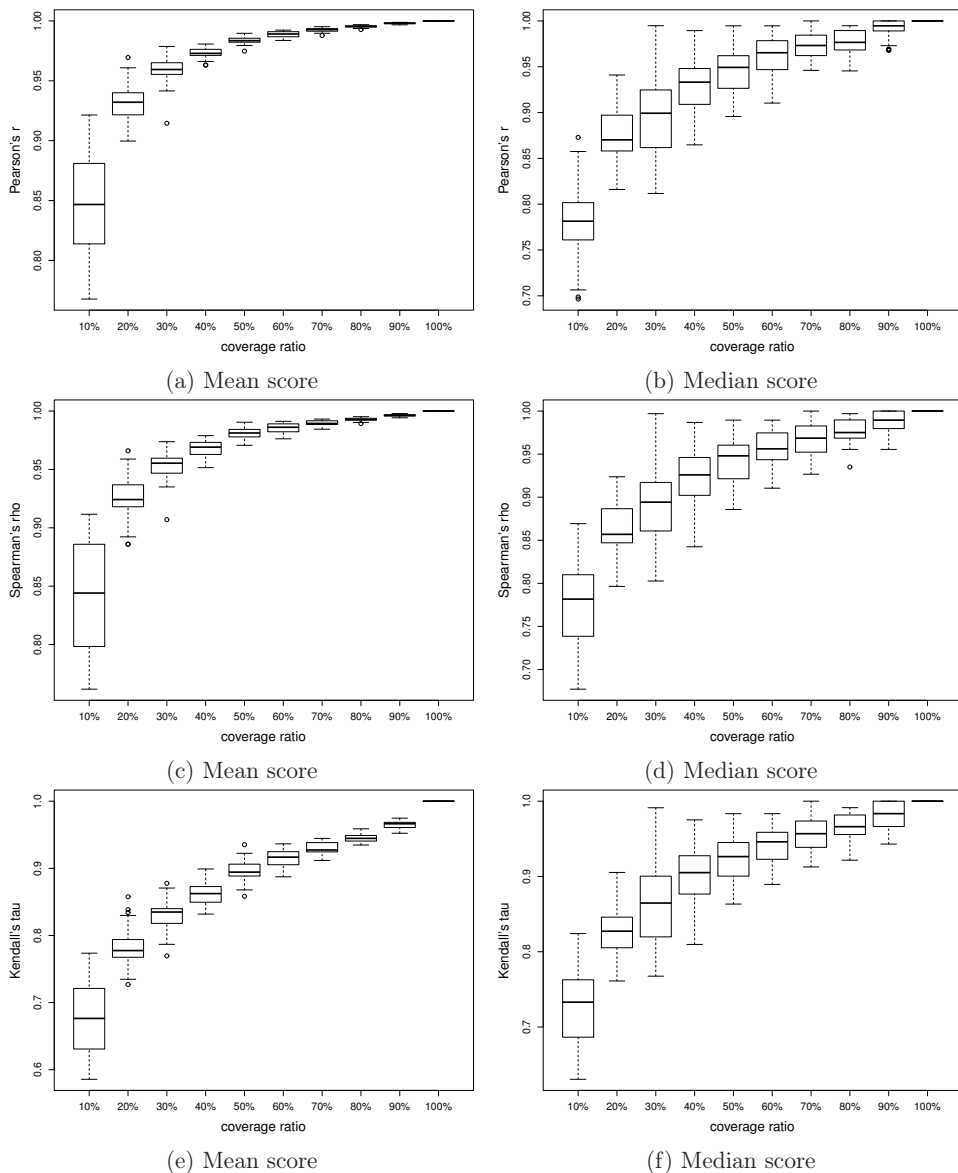 1.00
0.95
0.90
0.85
0.80
Pearson's r
10% 20% 30% 40% 50% 60% 70% 80% 90% 100%
coverage ratio
(a) Mean score
1.00
0.95
0.90
0.85
0.80
0.75
0.70
Pearson's r
10% 20% 30% 40% 50% 60% 70% 80% 90% 100%
coverage ratio
(b) Median score
1.00
0.95
0.90
0.85
0.80
Spearman's rho
10% 20% 30% 40% 50% 60% 70% 80% 90% 100%
coverage ratio
(c) Mean score
1.00
0.95
0.90
0.85
0.80
0.75
0.70
Spearman's rho
10% 20% 30% 40% 50% 60% 70% 80% 90% 100%
coverage ratio
(d) Median score
1.0
0.9
0.8
0.7
0.6
Kendall's tau
10% 20% 30% 40% 50% 60% 70% 80% 90% 100%
coverage ratio
(e) Mean score
1.0
0.9
0.8
0.7
Kendall's tau
10% 20% 30% 40% 50% 60% 70% 80% 90% 100%
coverage ratio
(f) Median score